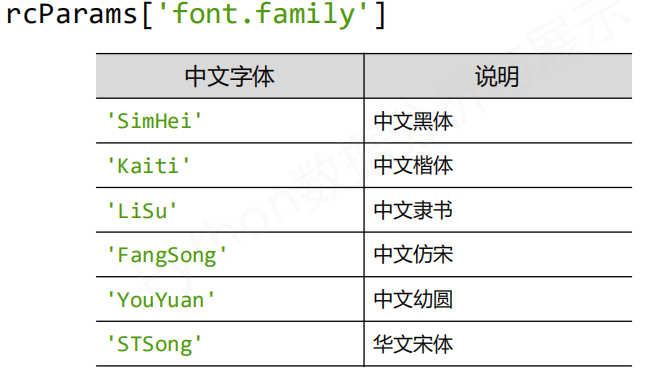 rcParams['font.family']
中文字体 说明
'SimHei' 中文黑体
'Kaiti' 中文楷体
'LiSu' 中文隶书
'FangSong' 中文仿宋
'YouYuan' 中文幼圆
'STSong' 华文宋体